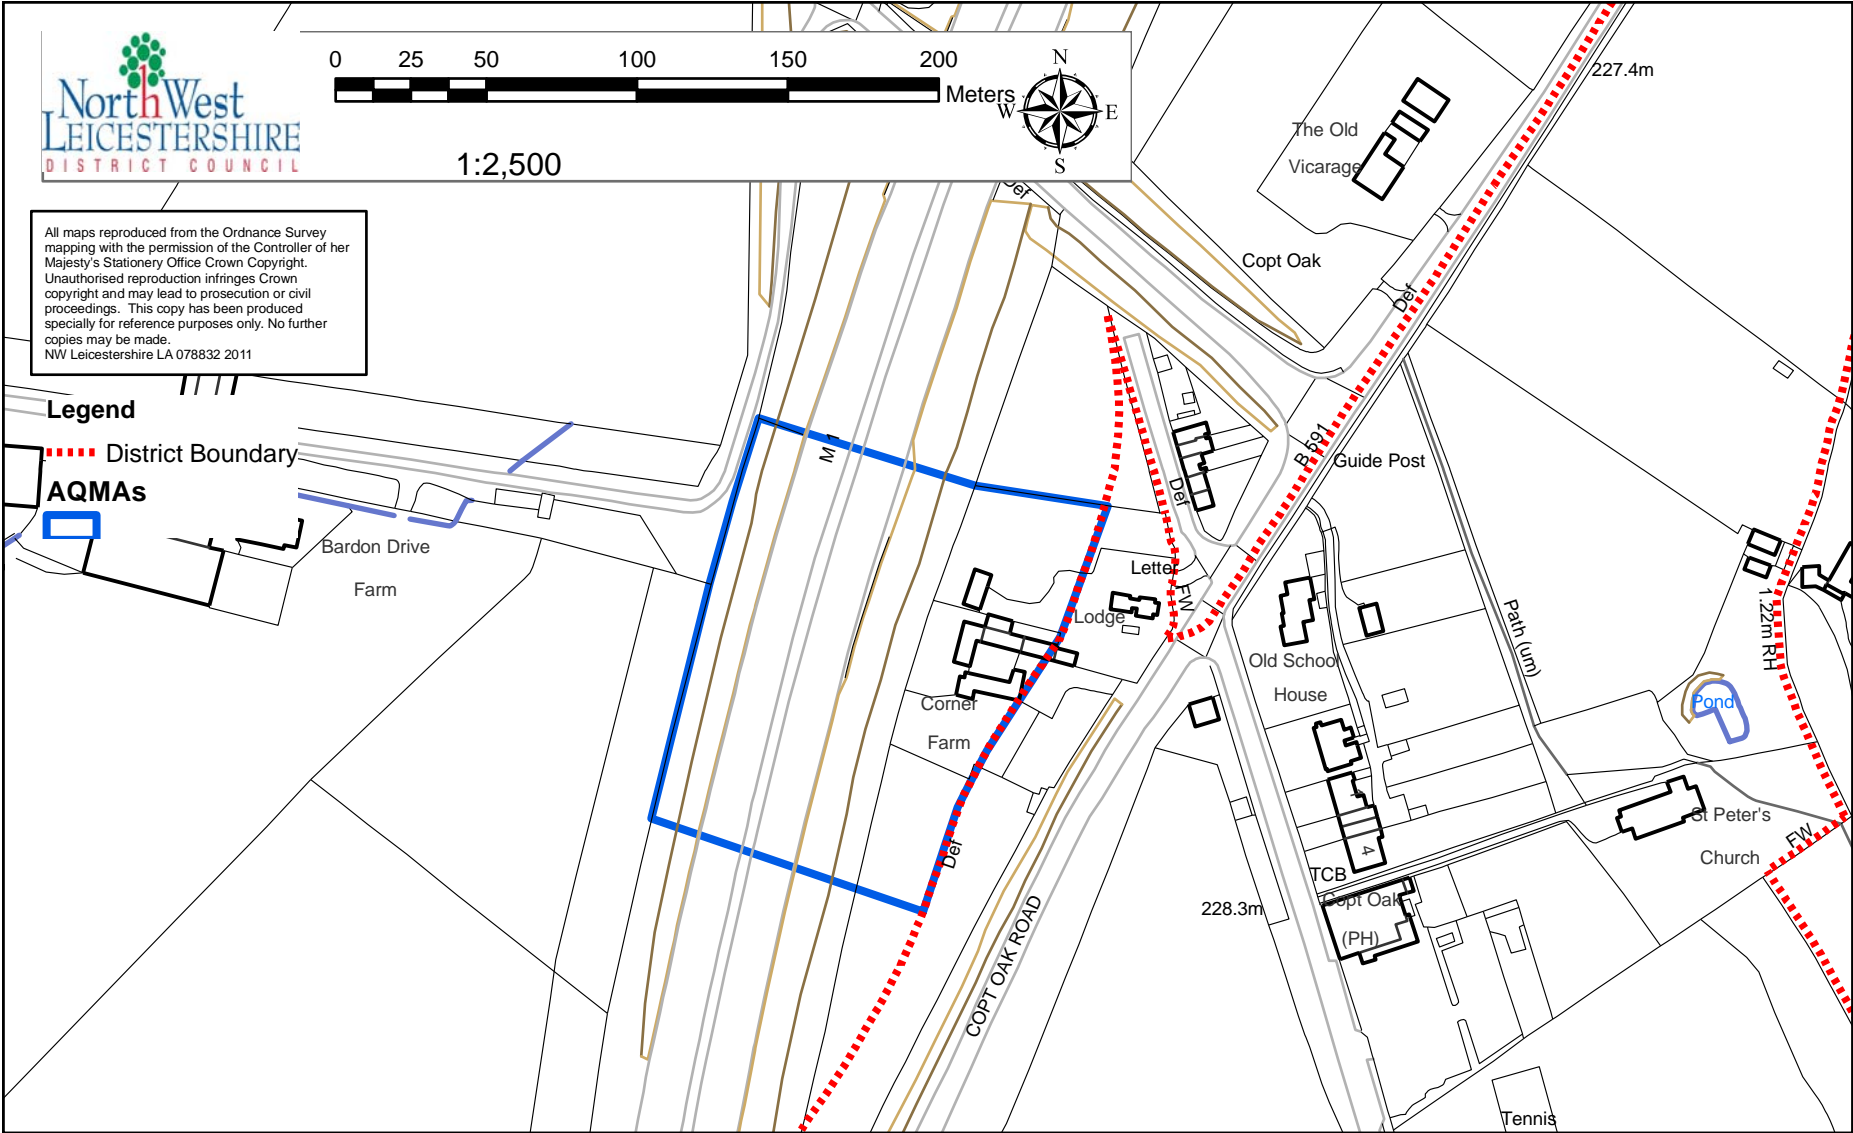 North West
LEICESTERSHIRE
DISTRICT COUNCIL
0 25 50 100 150 200
Meters
N
W E
S
1:2,500
All maps reproduced from the Ordnance Survey
mapping with the permission of the Controller of her
Majesty's Stationery Office Crown Copyright.
Unauthorised reproduction infringes Crown
copyright and may lead to prosecution or civil
proceedings. This copy has been produced
specially for reference purposes only. No further
copies may be made.
NW Leicestershire LA 078832 2011
Legend
District Boundary
AQMAs
227.4m
The Old
Vicarage
Def
Copt Oak
Def
M 1
B 591
Guide Post
Def
Bardon Drive
Farm
Letter
FW
Lodge
Path (um)
1.22m RH
Old School
House
Corner
Farm
Pond
1
St Peter's
Church
FW
Def
4
TCB
Copt Oak
(PH)
228.3m
COPT OAK ROAD
Tennis